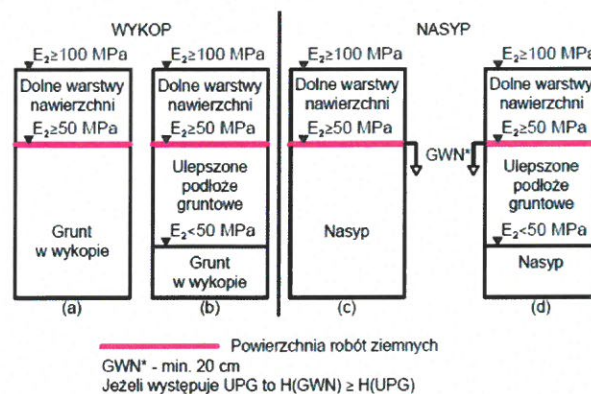 WYKOP
NASYP
E₂≥100 MPa
E₂≥100 MPa
E₂≥100 MPa
E₂≥100 MPa
Dolne warstwy
nawierzchni
Dolne warstwy
nawierzchni
Dolne warstwy
nawierzchni
Dolne warstwy
nawierzchni
E₂≥50 MPa
E₂≥50 MPa
E₂≥50 MPa
E₂≥50 MPa
GWN*
Grunt
w wykopie
Ulepszone
podłoże
gruntowe
E₂<50 MPa
Grunt
w wykopie
Nasyp
Ulepszone
podłoże
gruntowe
E₂<50 MPa
Nasyp
(a)
(b)
(c)
(d)
Powierzchnia robót ziemnych
GWN* - min. 20 cm
Jeżeli występuje UPG to H(GWN) ≥ H(UPG)